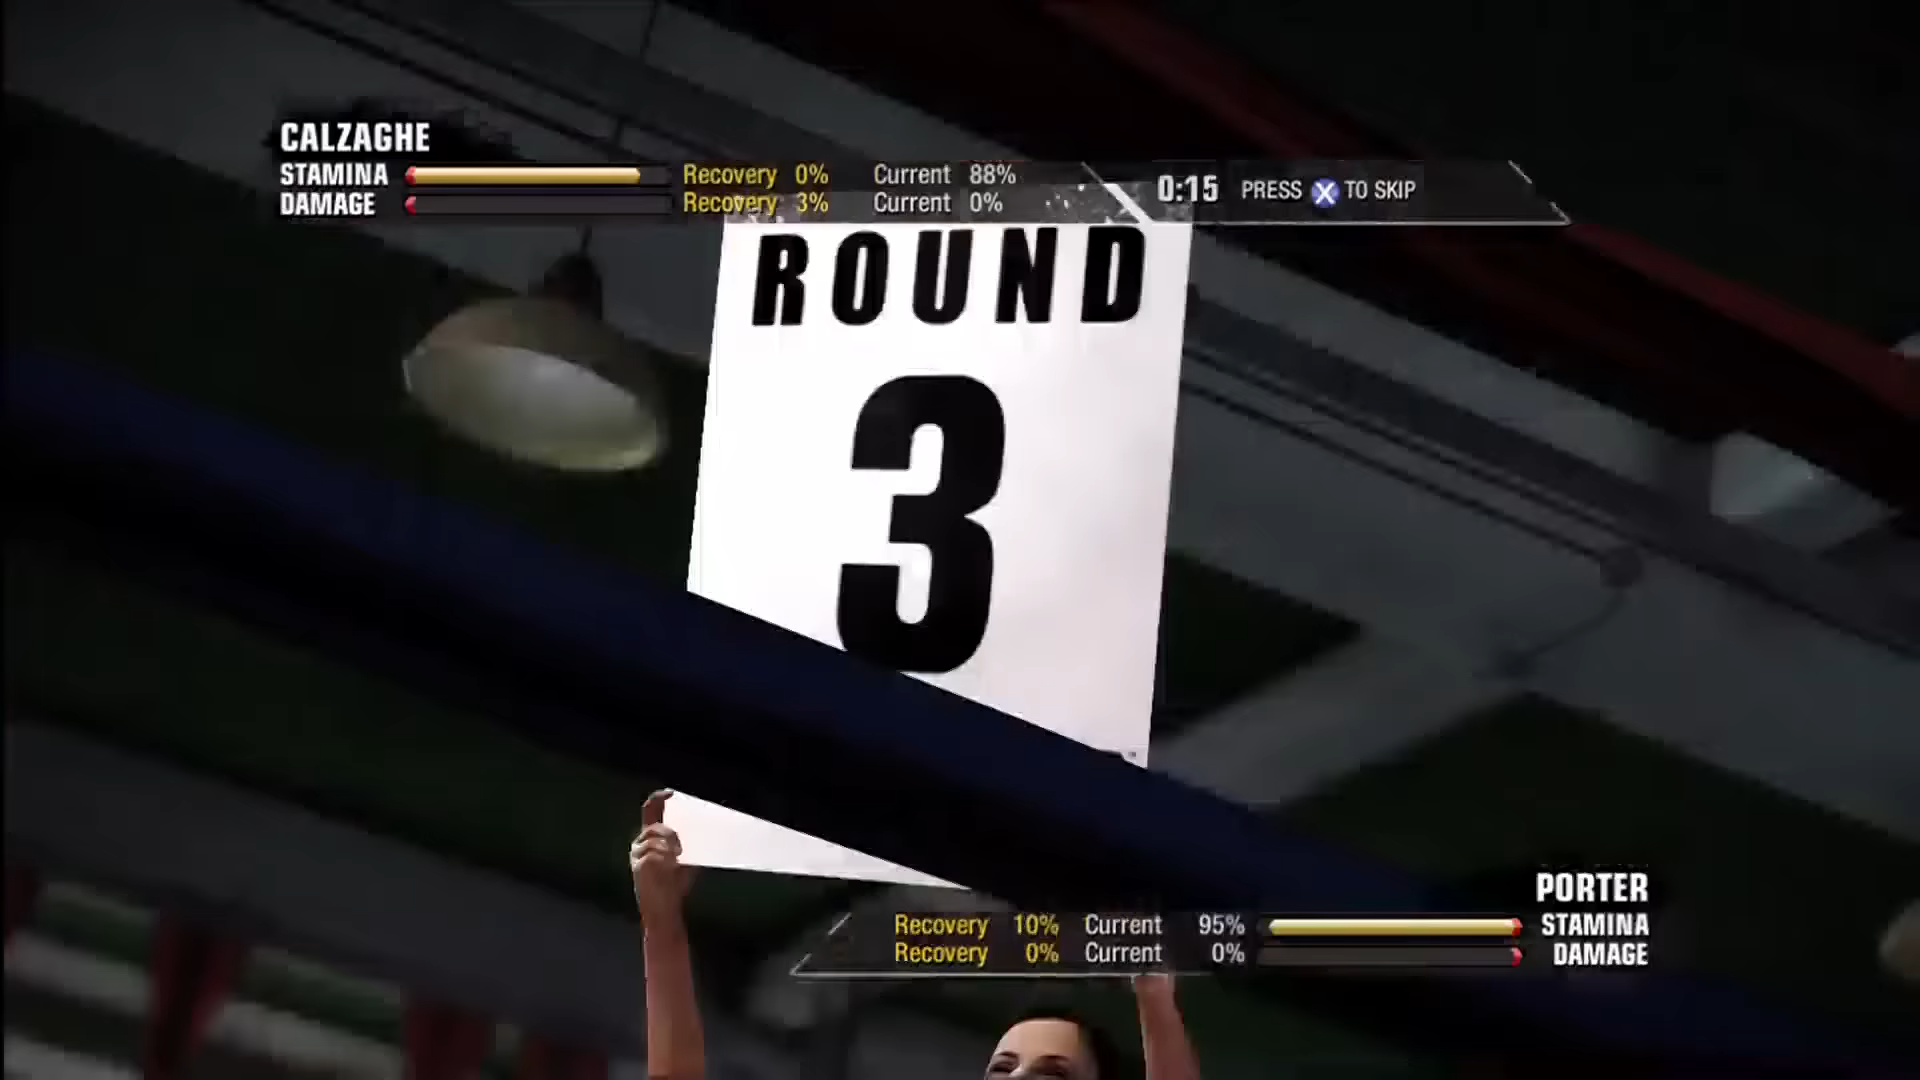 CALZAGHE
STAMINA Recovery 0% Current 88%
DAMAGE Recovery 3% Current 0%
0:15 PRESS X TO SKIP
ROUND
3
PORTER
Recovery 10% Current 95% STAMINA
Recovery 0% Current 0% DAMAGE